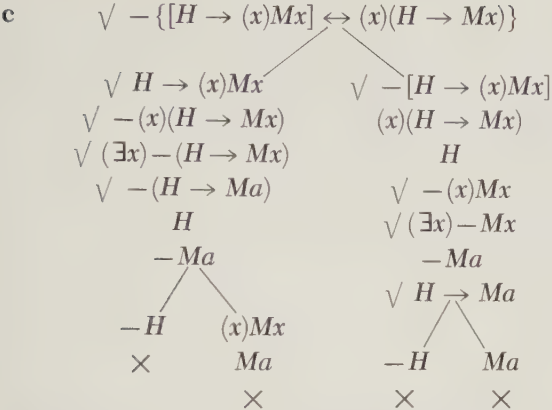 c √ −{[H → (x)Mx] ↔ (x)(H → Mx)}
√ H → (x)Mx
√ −(x)(H → Mx)
√ (∃x)−(H → Mx)
√ −(H → Ma)
H
−Ma
−H (x)Mx
× Ma
×
√ −[H → (x)Mx]
(x)(H → Mx)
H
√ −(x)Mx
√ (∃x)−Mx
−Ma
√ H → Ma
−H Ma
× ×